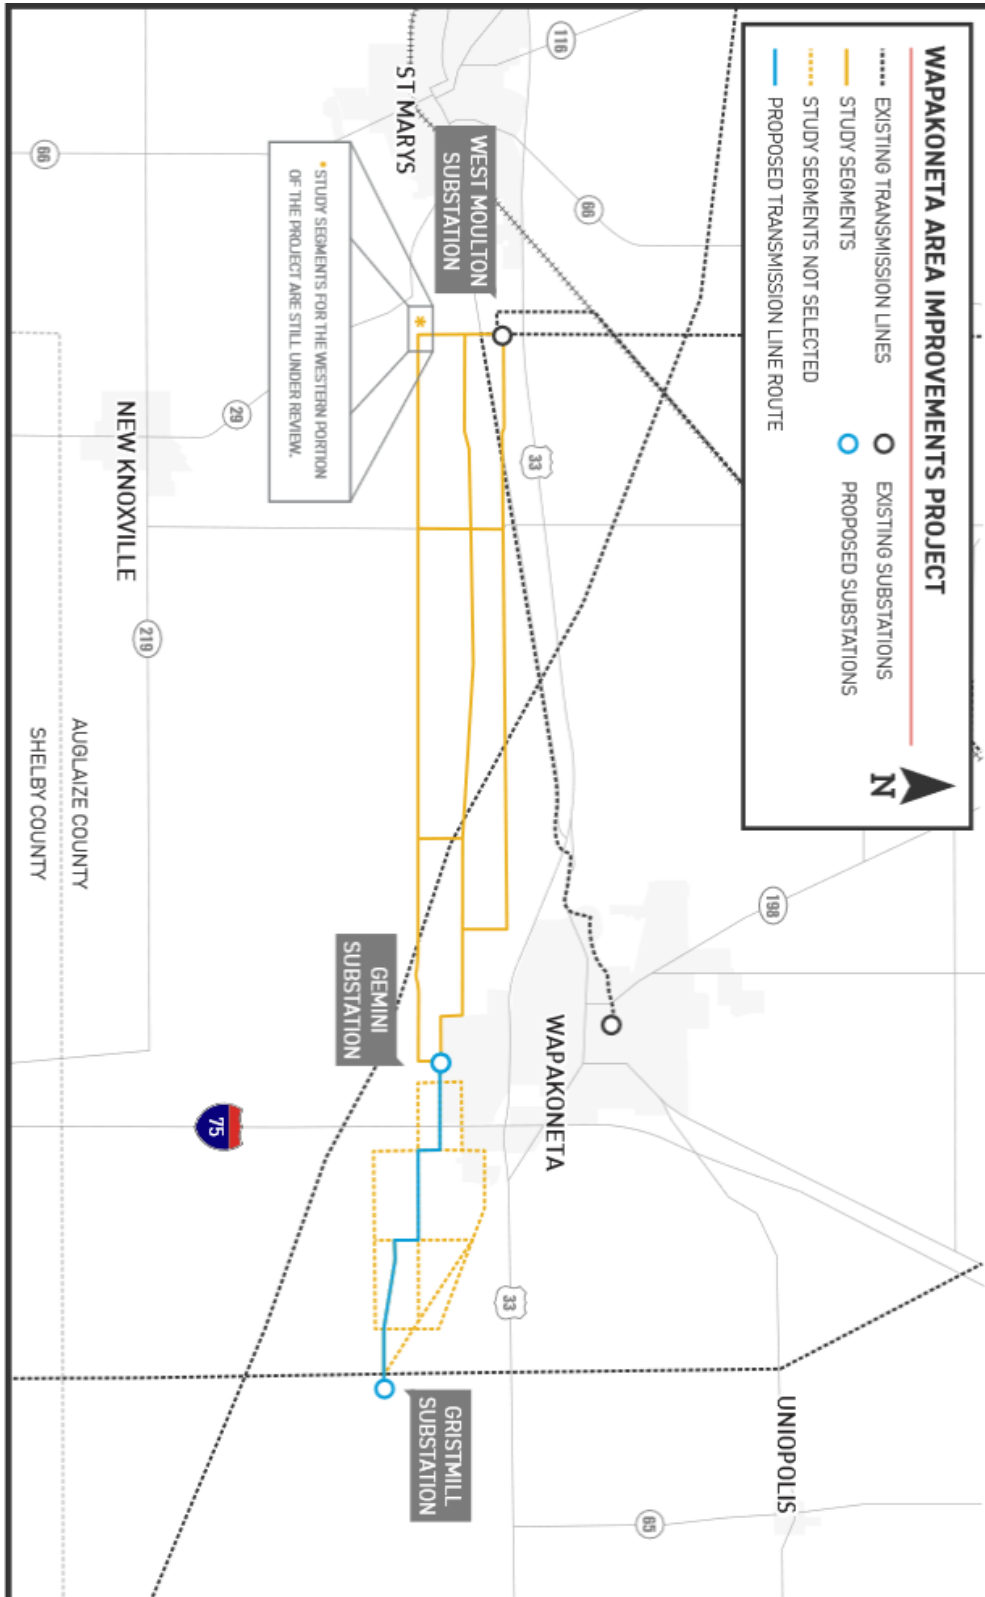 WAPAKONETA AREA IMPROVEMENTS PROJECT
EXISTING TRANSMISSION LINES
STUDY SEGMENTS
STUDY SEGMENTS NOT SELECTED
PROPOSED TRANSMISSION LINE ROUTE
EXISTING SUBSTATIONS
PROPOSED SUBSTATIONS
N
116
ST MARYS
66
66
WEST MOULTON
SUBSTATION
*STUDY SEGMENTS FOR THE WESTERN PORTION
OF THE PROJECT ARE STILL UNDER REVIEW.
*
29
33
NEW KNOXVILLE
219
AUGLAIZE COUNTY
SHELBY COUNTY
198
WAPAKONETA
GEMINI
SUBSTATION
75
33
GRISTMILL
SUBSTATION
UNIOPOLIS
65